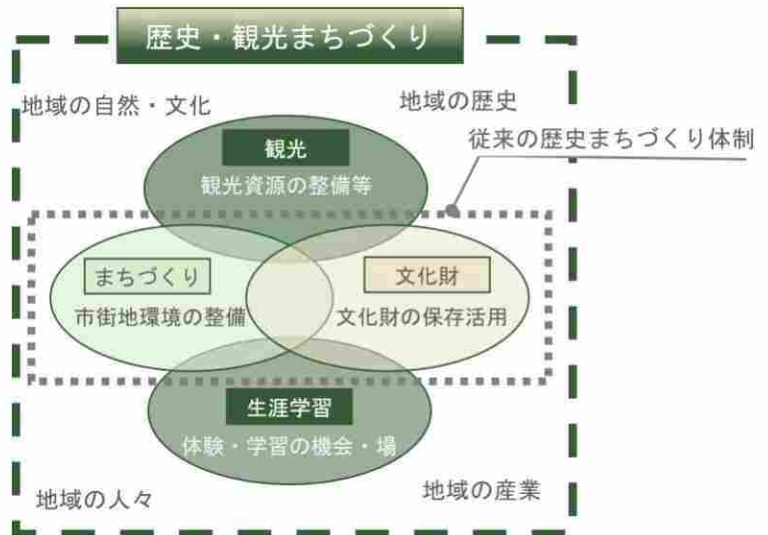 歴史・観光まちづくり
地域の自然・文化
地域の歴史
従来の歴史まちづくり体制
観光
観光資源の整備等
まちづくり
市街地環境の整備
文化財
文化財の保存活用
生涯学習
体験・学習の機会・場
地域の人々
地域の産業